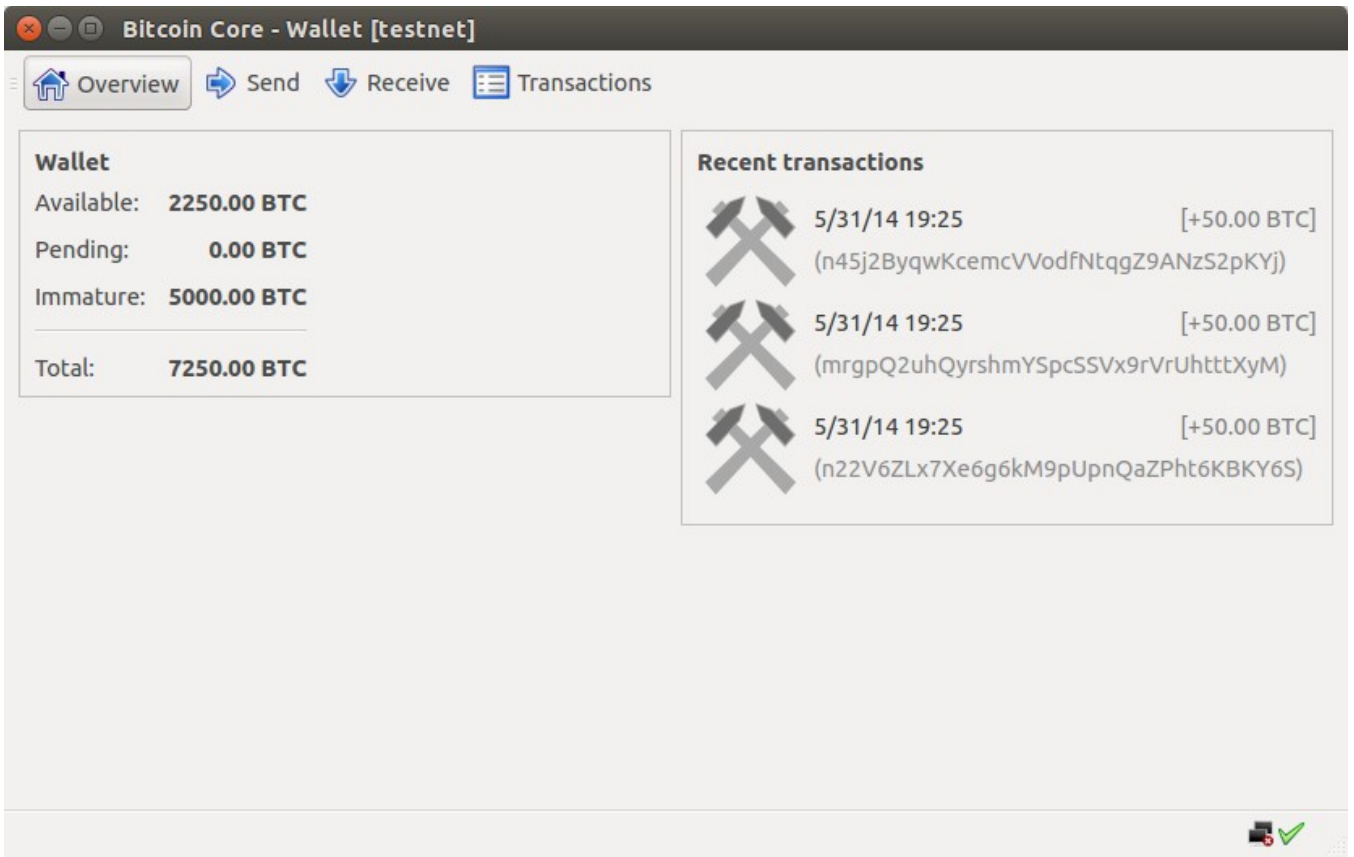 Bitcoin Core - Wallet [testnet]
Overview Send Receive Transactions
Wallet
Available: 2250.00 BTC
Pending: 0.00 BTC
Immature: 5000.00 BTC
Total: 7250.00 BTC
Recent transactions
5/31/14 19:25 [+50.00 BTC]
(n45j2ByqwKcemcVVodfNtqgZ9ANzS2pKYj)
5/31/14 19:25 [+50.00 BTC]
(mrgpQ2uhQyrshmYSpcSSVx9rVrUhtttXyM)
5/31/14 19:25 [+50.00 BTC]
(n22V6ZLx7Xe6g6kM9pUpnQaZPht6KBKY6S)